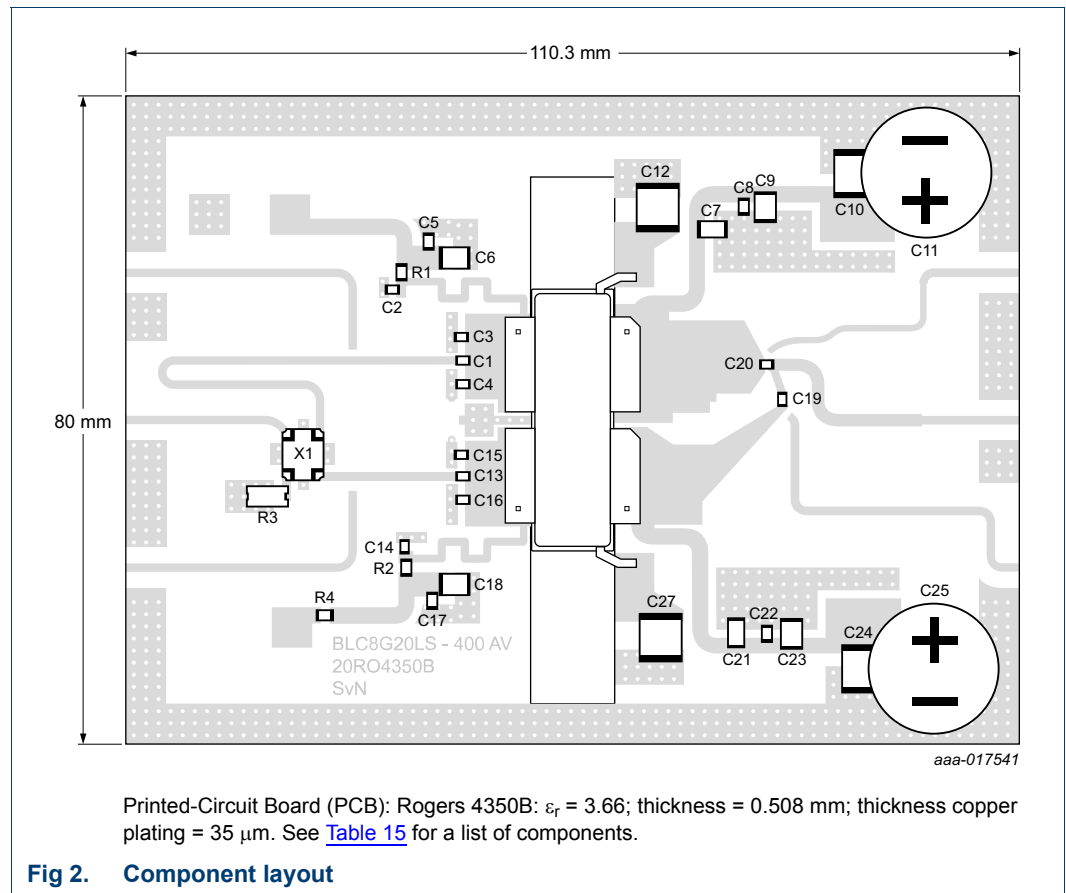 110.3 mm
80 mm
C12
C9
C8
C7
C10
C11
C5
C6
R1
C2
C3
C1
C4
C20
C19
X1
C15
C13
C16
R3
C14
R2
C18
C17
R4
C27
C22
C21
C23
C24
C25
BLC8G20LS - 400 AV
20RO4350B
SvN
aaa-017541
Printed-Circuit Board (PCB): Rogers 4350B: εr = 3.66; thickness = 0.508 mm; thickness copper
plating = 35 μm. See Table 15 for a list of components.
Fig 2. Component layout